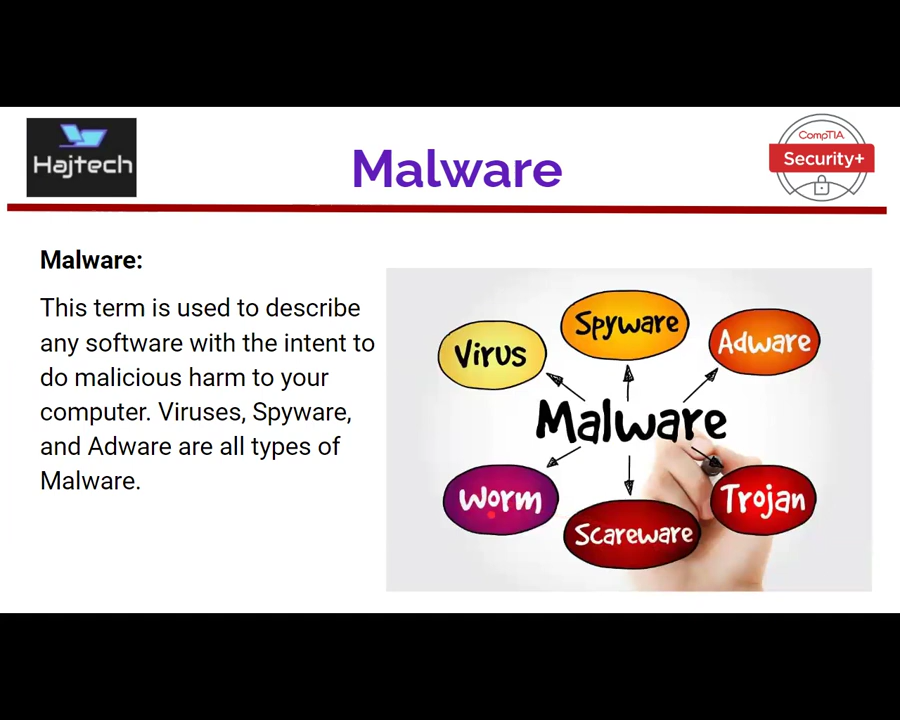 Hajtech
Malware
CompTIA
Security+
Malware:
This term is used to describe
any software with the intent to
do malicious harm to your
computer. Viruses, Spyware,
and Adware are all types of
Malware.
Virus
Spyware
Adware
Malware
Worm
Scareware
Trojan